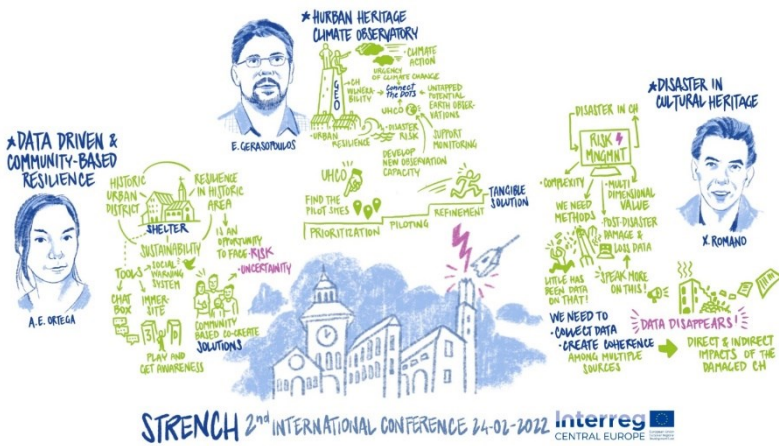 ★HURBAN HERITAGE
CLIMATE OBSERVATORY
E. GERASOPOULOS
GEO
•CH
VULNERABILITY
URGENCY
OF CLIMATE CHANGE
•CLIMATE
ACTION
Connect
the DOTS
UHCO
•UNTAPPED
POTENTIAL
EARTH OBSER-
VATIONS
•URBAN
RESILIENCE
•DISASTER
RISK
SUPPORT
MONITORING
DEVELOP
NEW OBSERVATION
CAPACITY
UHCO
FIND THE
PILOT SITES
PRIORITIZATION
PILOTING
REFINEMENT
TANGIBLE
SOLUTION
★DATA DRIVEN &
COMMUNITY-BASED
RESILIENCE
A.E. ORTEGA
HISTORIC
URBAN
DISTRICT
RESILIENCE
IN HISTORIC
AREA
SHELTER
SUSTAINABILITY
IS AN
OPPORTUNITY
TO FACE •RISK
•UNCERTAINITY
TOOLS
SOCIAL
WARNING
SYSTEM
CHAT
BOX
IMMER-
SITE
PLAY AND
GET AWARENESS
COMMUNITY
BASED CO-CREATE
SOLUTIONS
★DISASTER IN
CULTURAL HERITAGE
X. ROMANO
DISASTER IN CH
RISK
MNGMNT
•COMPLEXITY
•MULTI
DIMENSIONAL
VALUE
WE NEED
METHODS
•POST-DISASTER
DAMAGE &
LOSS DATA
LITTLE HAS
BEEN DATA
ON THAT!
SPEAK MORE
ON THIS!
WE NEED TO
•COLLECT DATA
•CREATE COHERENCE
AMONG MULTIPLE
SOURCES
DATA DISAPPEARS!
DIRECT & INDIRECT
IMPACTS OF THE
DAMAGED CH
STRENCH 2nd INTERNATIONAL CONFERENCE 24-02-2022
Interreg
CENTRAL EUROPE